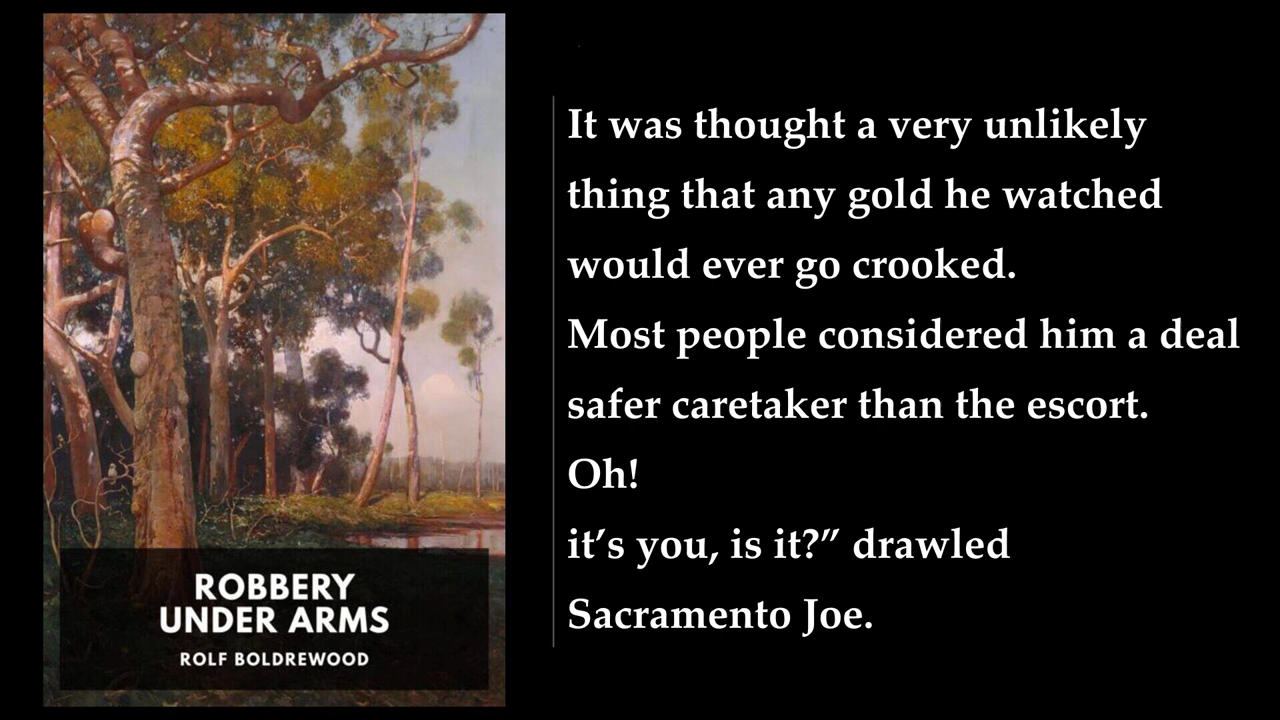 It was thought a very unlikely
thing that any gold he watched
would ever go crooked.
Most people considered him a deal
safer caretaker than the escort.
Oh!
it’s you, is it?” drawled
Sacramento Joe.
ROBBERY
UNDER ARMS
ROLF BOLDREWOOD